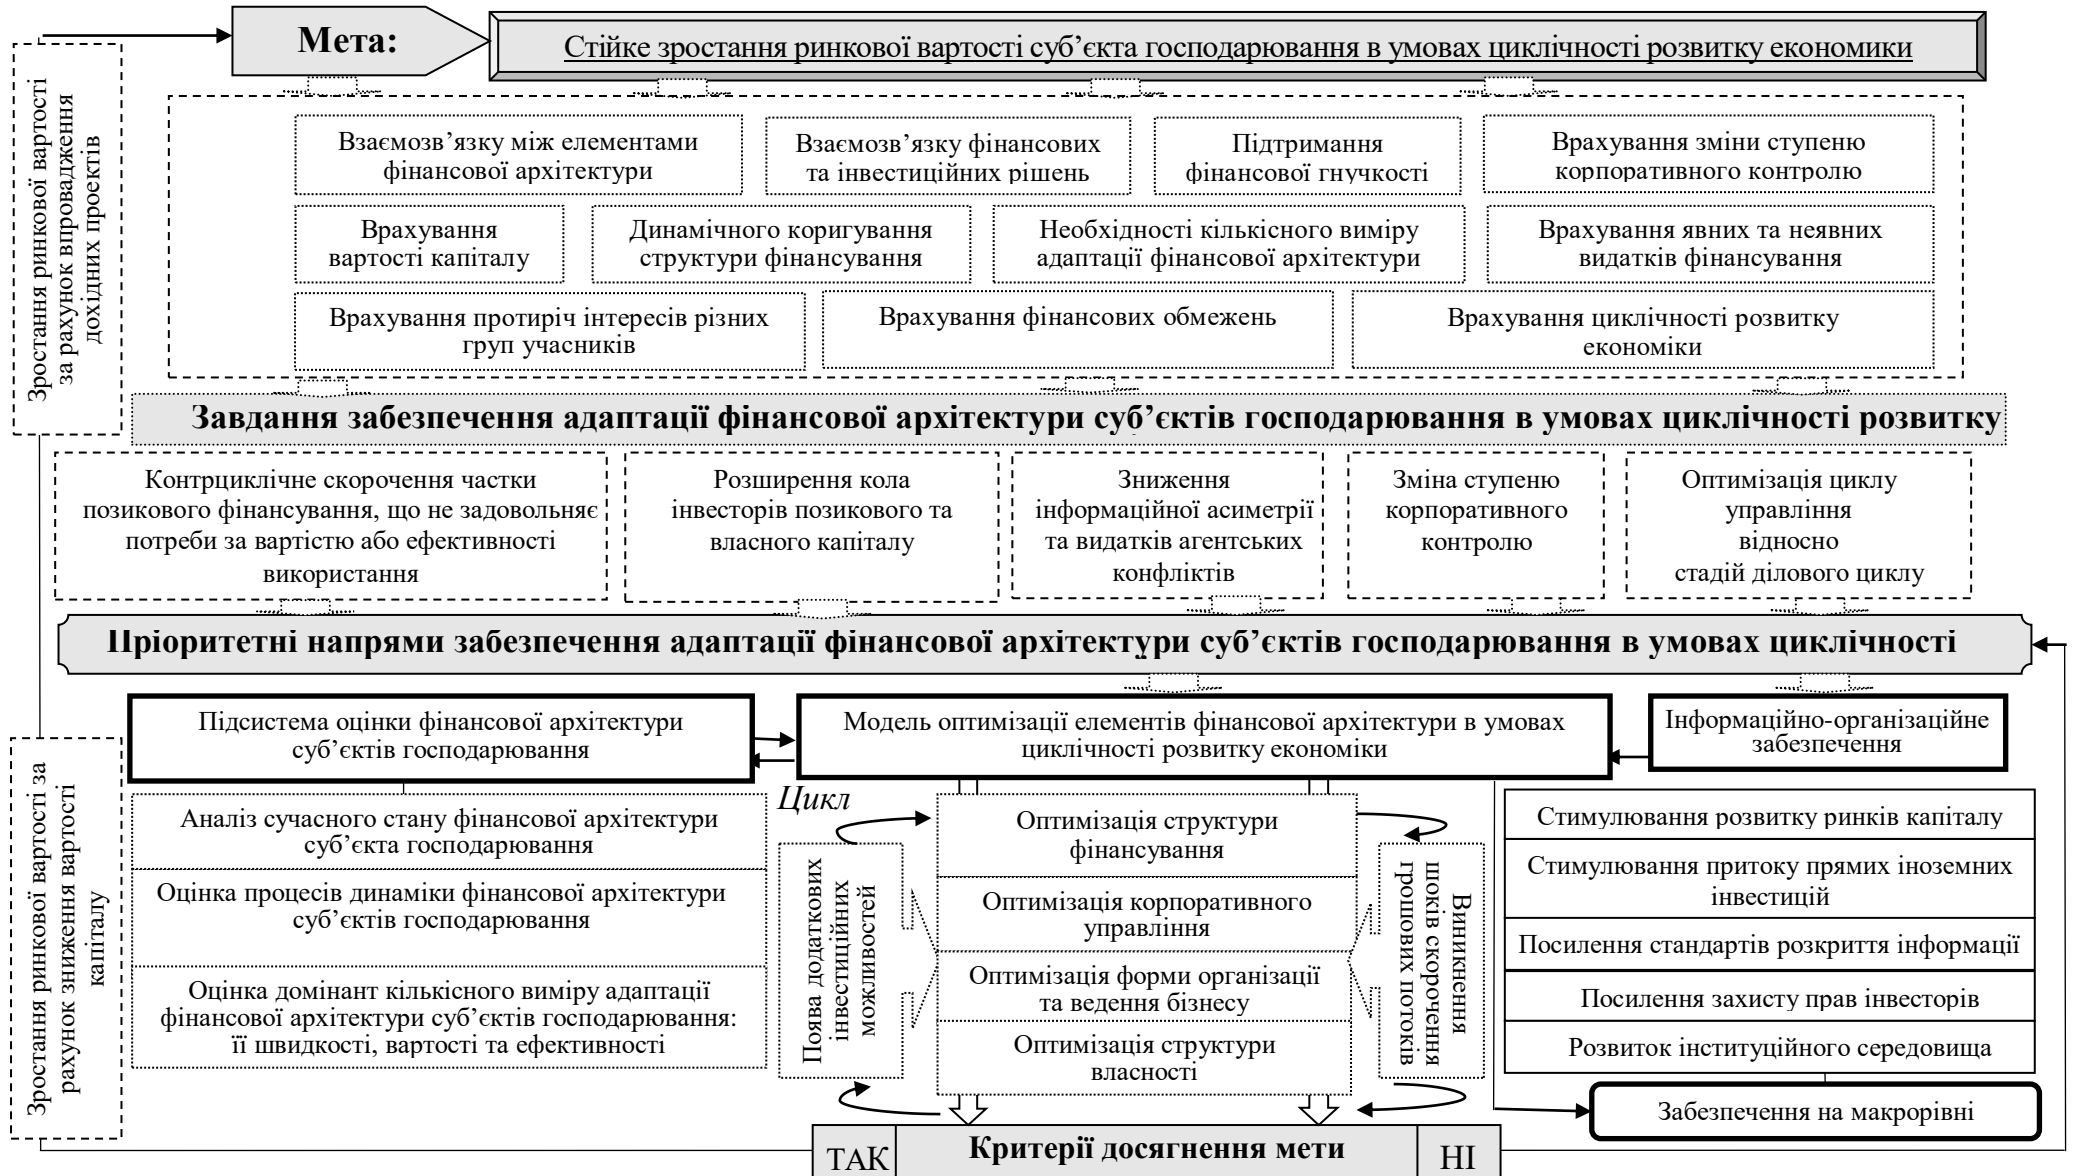 Мета:
Стійке зростання ринкової вартості суб’єкта господарювання в умовах циклічності розвитку економики
Зростання ринкової вартості
за рахунок впровадження
дохідних проектів
Взаємозв’язку між елементами
фінансової архітектури
Взаємозв’язку фінансових
та інвестиційних рішень
Підтримання
фінансової гнучкості
Врахування зміни ступеню
корпоративного контролю
Врахування
вартості капіталу
Динамічного коригування
структури фінансування
Необхідності кількісного виміру
адаптації фінансової архітектури
Врахування явних та неявних
видатків фінансування
Врахування протиріч інтересів різних
груп учасників
Врахування фінансових обмежень
Врахування циклічності розвитку
економіки
Завдання забезпечення адаптації фінансової архітектури суб’єктів господарювання в умовах циклічності розвитку
Контрциклічне скорочення частки
позикового фінансування, що не задовольняє
потреби за вартістю або ефективності
використання
Розширення кола
інвесторів позикового та
власного капіталу
Зниження
інформаційної асиметрії
та видатків агентських
конфліктів
Зміна ступеню
корпоративного
контролю
Оптимізація циклу
управління
відносно
стадій ділового циклу
Пріоритетні напрями забезпечення адаптації фінансової архітектури суб’єктів господарювання в умовах циклічності
Підсистема оцінки фінансової архітектури
суб’єктів господарювання
Модель оптимізації елементів фінансової архітектури в умовах
циклічності розвитку економіки
Інформаційно-організаційне
забезпечення
Зростання ринкової вартості за
рахунок зниження вартості
капіталу
Аналіз сучасного стану фінансової архітектури
суб’єкта господарювання
Оцінка процесів динаміки фінансової архітектури
суб’єктів господарювання
Оцінка домінант кількісного виміру адаптації
фінансової архітектури суб’єктів господарювання:
її швидкості, вартості та ефективності
Цикл
Поява додаткових
інвестиційних
можливостей
Оптимізація структури
фінансування
Оптимізація корпоративного
управління
Оптимізація форми організації
та ведення бізнесу
Оптимізація структури
власності
Виникнення
шоків скорочення
грошових потоків
Стимулювання розвитку ринків капіталу
Стимулювання притоку прямих іноземних
інвестицій
Посилення стандартів розкриття інформації
Посилення захисту прав інвесторів
Розвиток інституційного середовища
Забезпечення на макрорівні
ТАК
Критерії досягнення мети
НІ